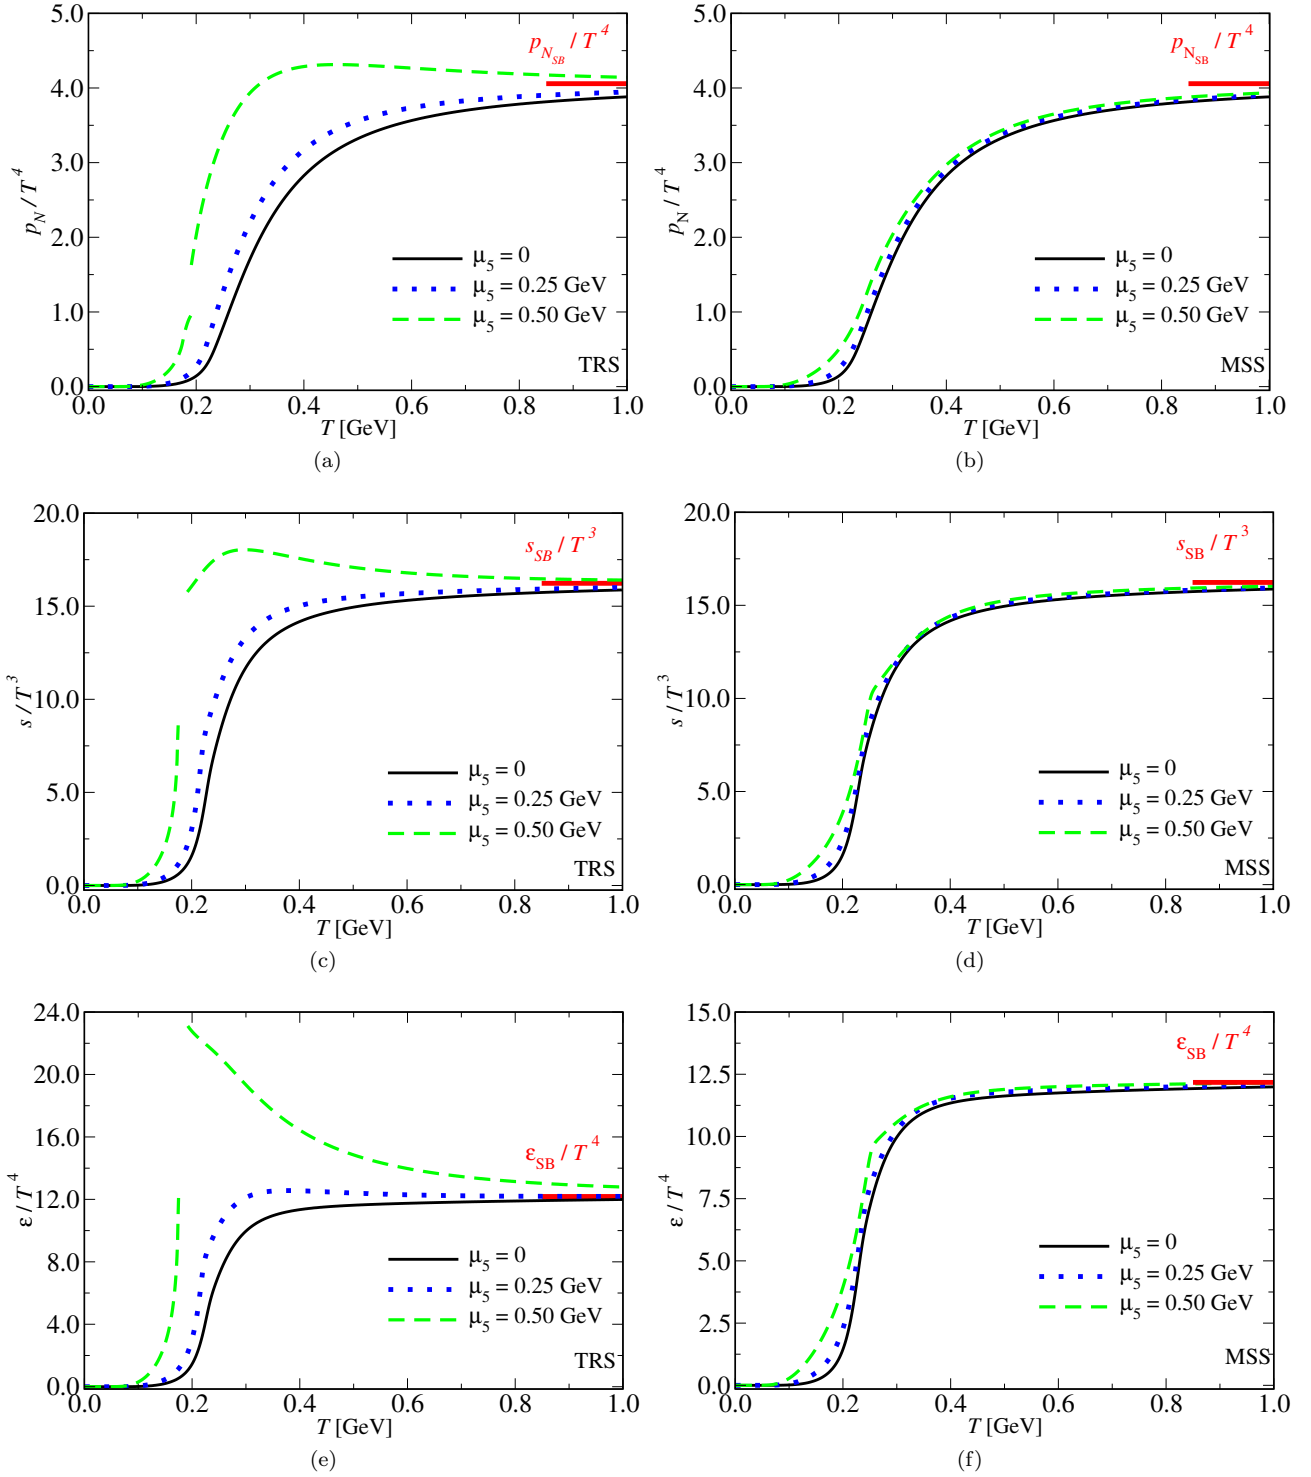 5.0
4.0
3.0
2.0
1.0
0.0
p_N / T^4
p_{N_SB} / T^4
μ_5 = 0
μ_5 = 0.25 GeV
μ_5 = 0.50 GeV
TRS
0.0 0.2 0.4 0.6 0.8 1.0
T [GeV]
(a)
5.0
4.0
3.0
2.0
1.0
0.0
p_N / T^4
p_{N_SB} / T^4
μ_5 = 0
μ_5 = 0.25 GeV
μ_5 = 0.50 GeV
MSS
0.0 0.2 0.4 0.6 0.8 1.0
T [GeV]
(b)
20.0
15.0
10.0
5.0
0.0
s / T^3
s_SB / T^3
μ_5 = 0
μ_5 = 0.25 GeV
μ_5 = 0.50 GeV
TRS
0.0 0.2 0.4 0.6 0.8 1.0
T [GeV]
(c)
20.0
15.0
10.0
5.0
0.0
s / T^3
s_SB / T^3
μ_5 = 0
μ_5 = 0.25 GeV
μ_5 = 0.50 GeV
MSS
0.0 0.2 0.4 0.6 0.8 1.0
T [GeV]
(d)
24.0
20.0
16.0
12.0
8.0
4.0
0.0
ε / T^4
ε_SB / T^4
μ_5 = 0
μ_5 = 0.25 GeV
μ_5 = 0.50 GeV
TRS
0.0 0.2 0.4 0.6 0.8 1.0
T [GeV]
(e)
15.0
12.5
10.0
7.5
5.0
2.5
0.0
ε / T^4
ε_SB / T^4
μ_5 = 0
μ_5 = 0.25 GeV
μ_5 = 0.50 GeV
MSS
0.0 0.2 0.4 0.6 0.8 1.0
T [GeV]
(f)